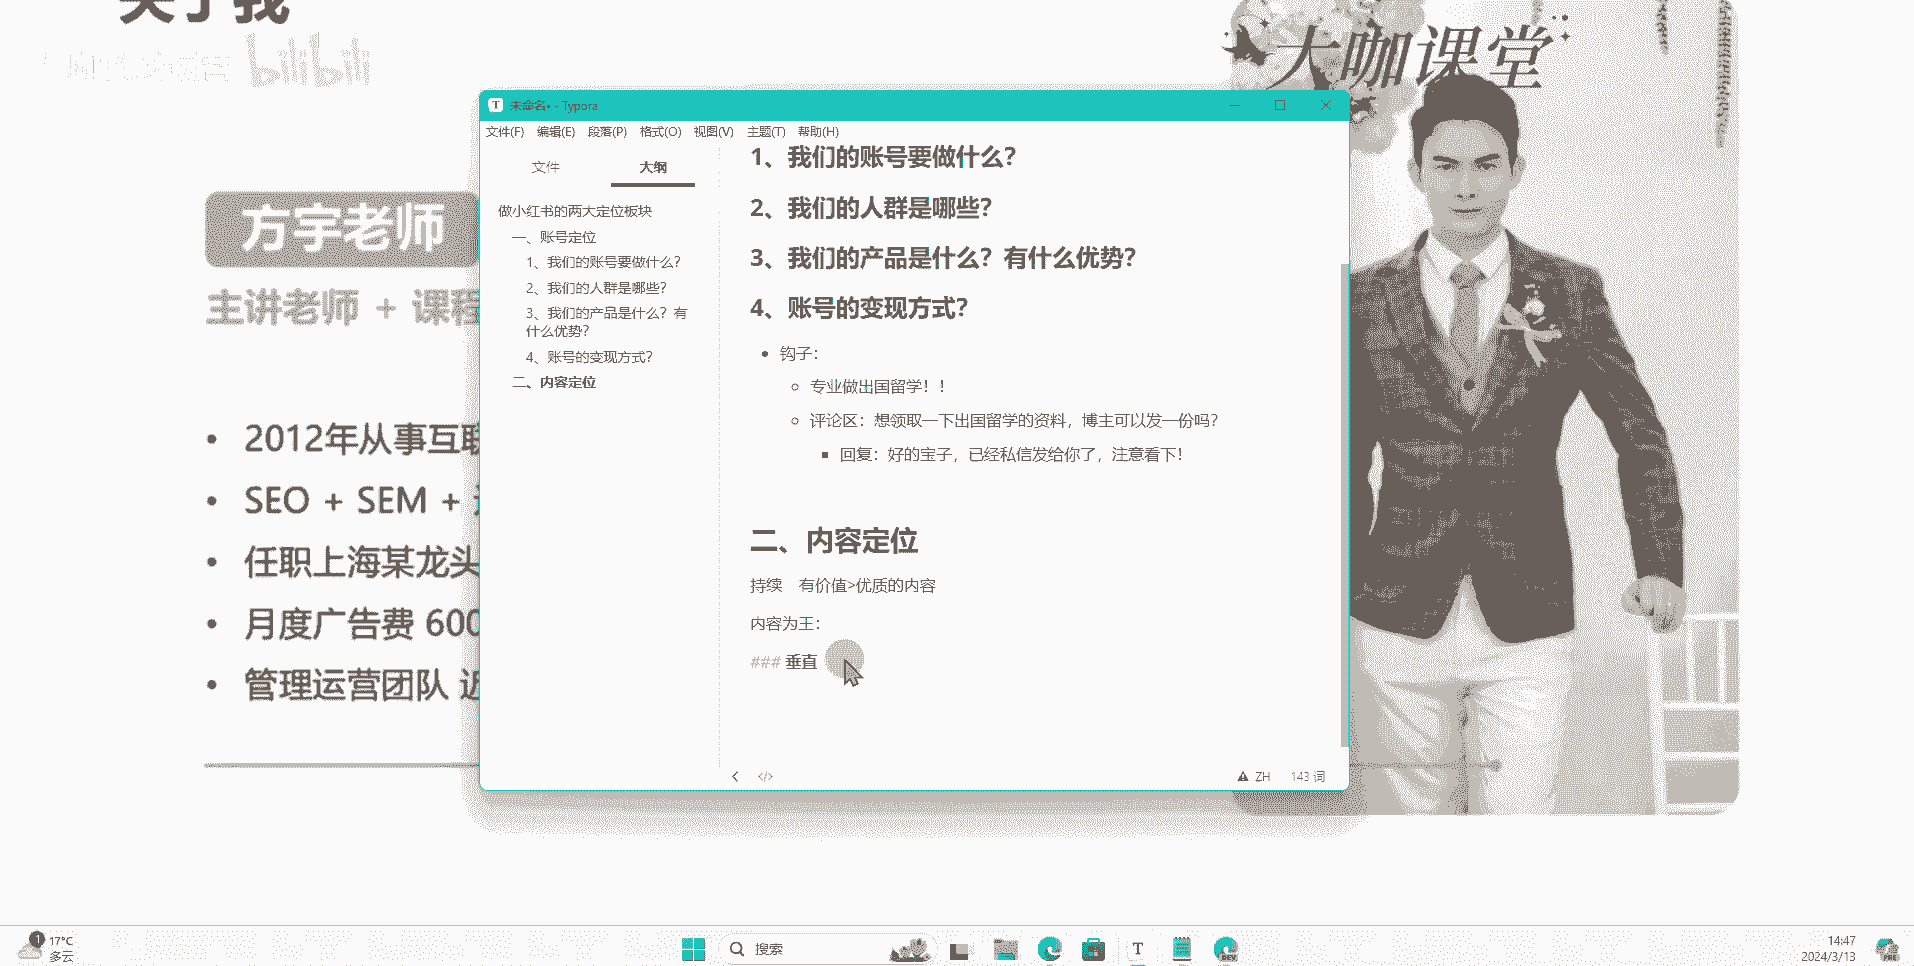 关于我
bilibili
大咖课堂
方宇老师
主讲老师 + 课程
2012年从事互联
SEO + SEM +
任职上海某龙头
月度广告费 600
管理运营团队 近
未命名• - Typora
文件(F) 编辑(E) 段落(P) 格式(O) 视图(V) 主题(T) 帮助(H)
文件 大纲
做小红书的两大定位板块
一、账号定位
1、我们的账号要做什么?
2、我们的人群是哪些?
3、我们的产品是什么? 有
什么优势?
4、账号的变现方式?
二、内容定位
1、我们的账号要做什么?
2、我们的人群是哪些?
3、我们的产品是什么? 有什么优势?
4、账号的变现方式?
钩子:
专业做出国留学! !
评论区: 想领取一下出国留学的资料, 博主可以发一份吗?
回复: 好的宝子, 已经私信发给你了, 注意看下!
二、内容定位
持续 有价值>优质的内容
内容为王:
### 垂直
</> ZH 143 词
1 17°C
多云
搜索
T
DEV
14:47
2024/3/13
PRE